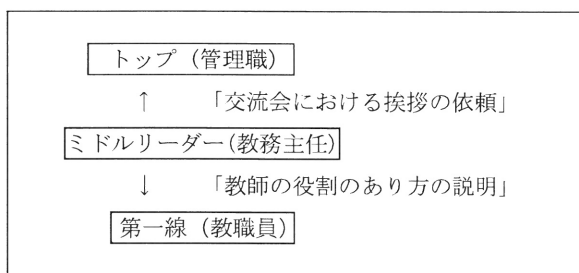 トップ（管理職）
↑　「交流会における挨拶の依頼」
ミドルリーダー（教務主任）
↓　「教師の役割のあり方の説明」
第一線（教職員）